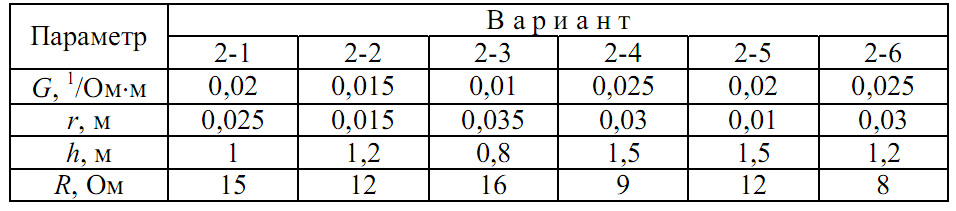 Параметр В а р и а н т
2-1 2-2 2-3 2-4 2-5 2-6
G, 1/Ом·м 0,02 0,015 0,01 0,025 0,02 0,025
r, м 0,025 0,015 0,035 0,03 0,01 0,03
h, м 1 1,2 0,8 1,5 1,5 1,2
R, Ом 15 12 16 9 12 8